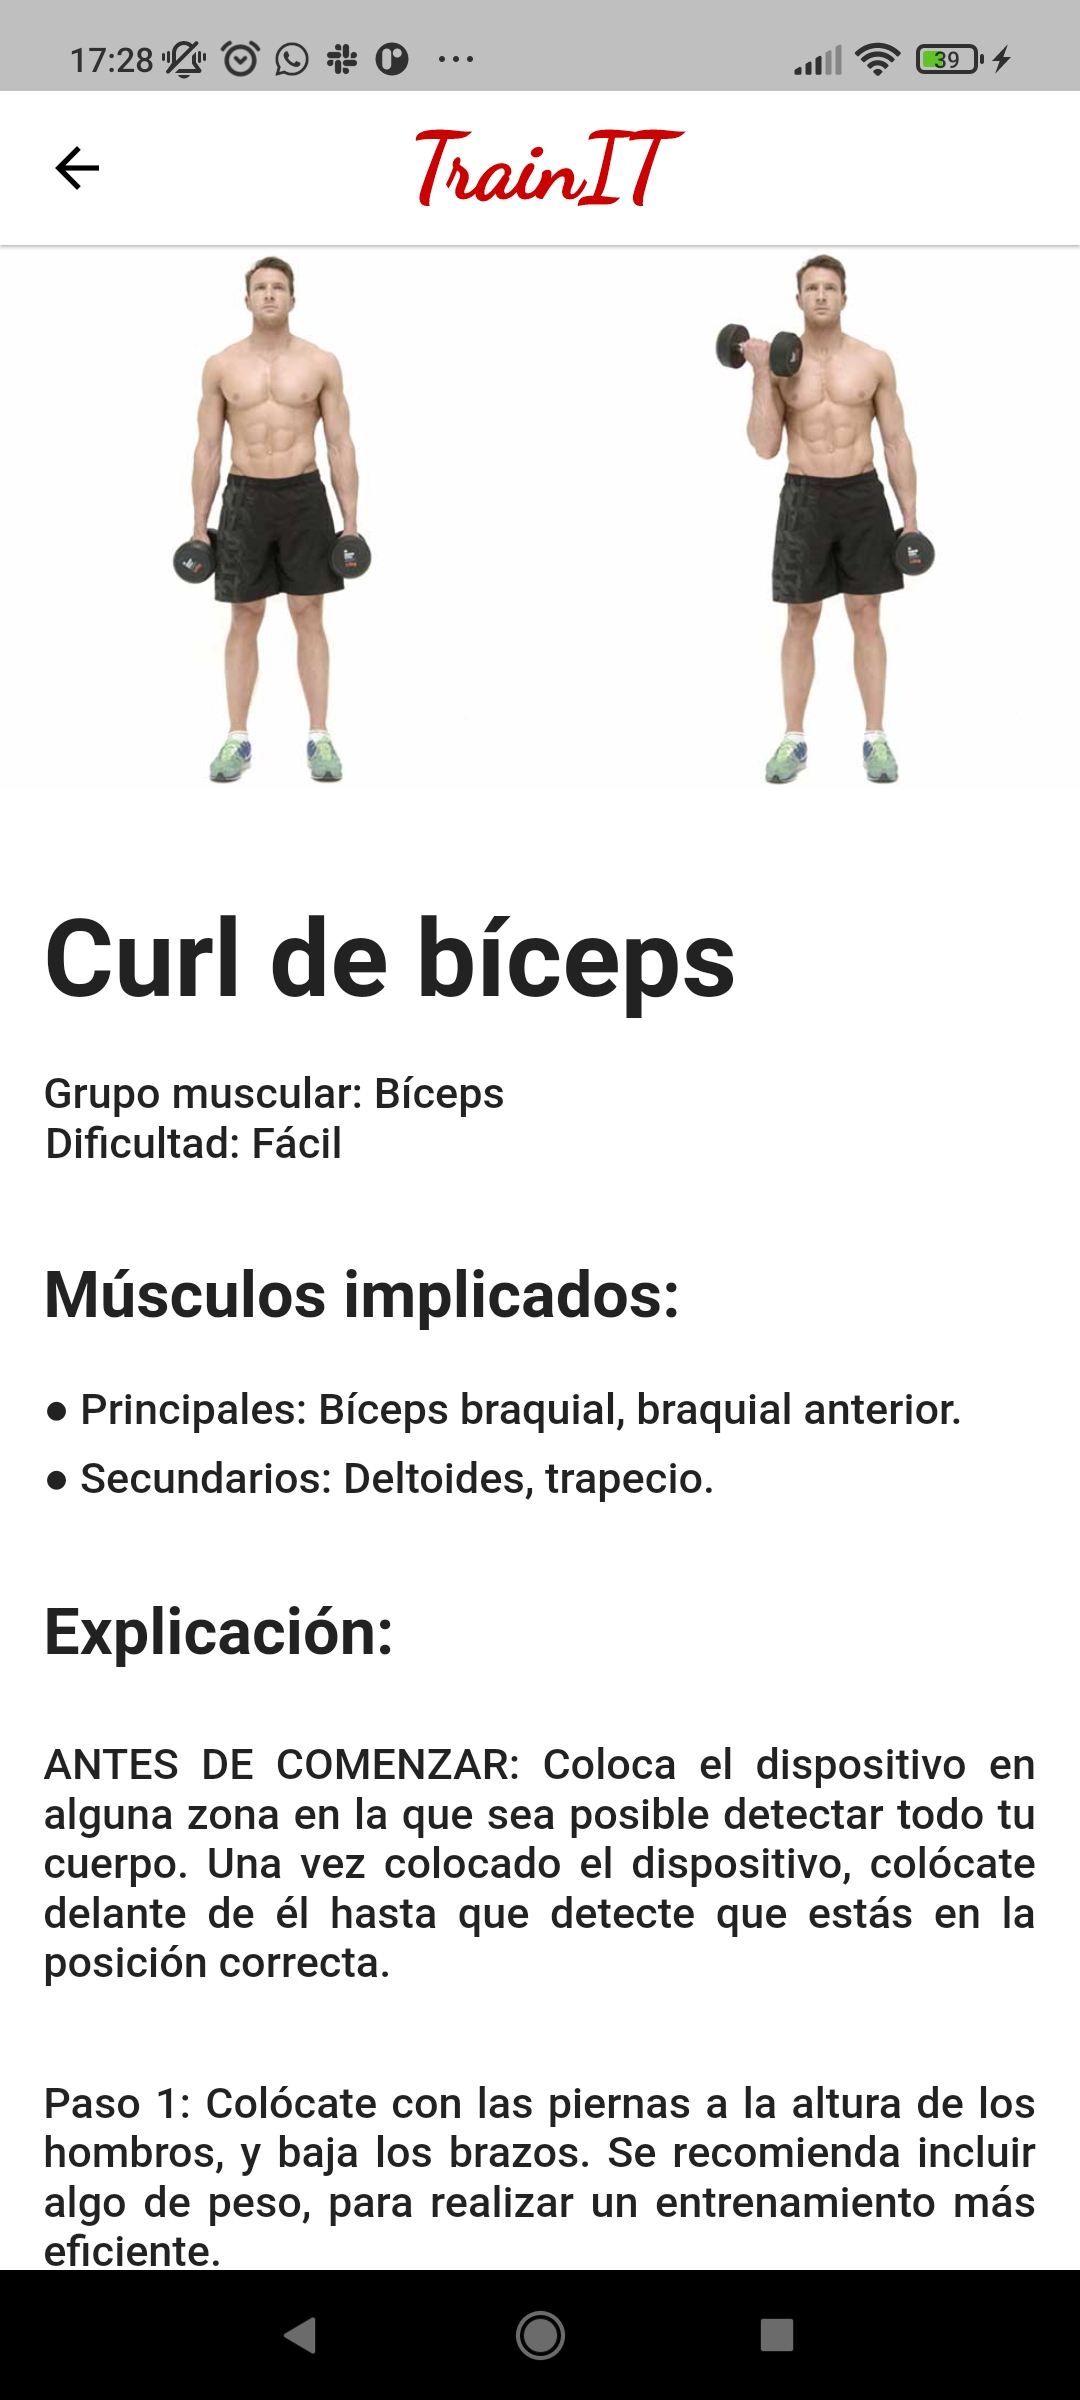 17:28
39
TrainIT
Curl de bíceps
Grupo muscular: Bíceps
Dificultad: Fácil
Músculos implicados:
● Principales: Bíceps braquial, braquial anterior.
● Secundarios: Deltoides, trapecio.
Explicación:
ANTES DE COMENZAR: Coloca el dispositivo en
alguna zona en la que sea posible detectar todo tu
cuerpo. Una vez colocado el dispositivo, colócate
delante de él hasta que detecte que estás en la
posición correcta.
Paso 1: Colócate con las piernas a la altura de los
hombros, y baja los brazos. Se recomienda incluir
algo de peso, para realizar un entrenamiento más
eficiente.